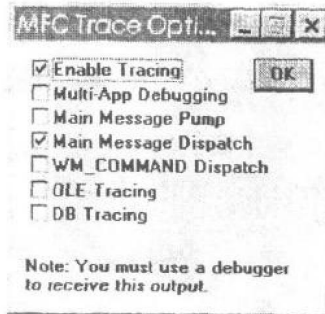 MFC Trace Opti...
Enable Tracing
OK
Multi-App Debugging
Main Message Pump
Main Message Dispatch
WM_COMMAND Dispatch
OLE Tracing
DB Tracing
Note: You must use a debugger
to receive this output.